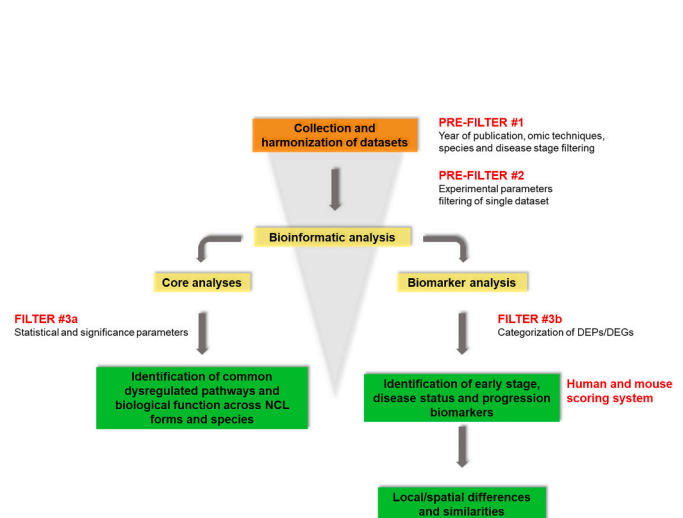 Collection and
harmonization of datasets
PRE-FILTER #1
Year of publication, omic techniques,
species and disease stage filtering
PRE-FILTER #2
Experimental parameters
filtering of single dataset
Bioinformatic analysis
Core analyses
Biomarker analysis
FILTER #3a
Statistical and significance parameters
FILTER #3b
Categorization of DEPs/DEGs
Identification of common
dysregulated pathways and
biological function across NCL
forms and species
Identification of early stage,
disease status and progression
biomarkers
Human and mouse
scoring system
Local/spatial differences
and similarities